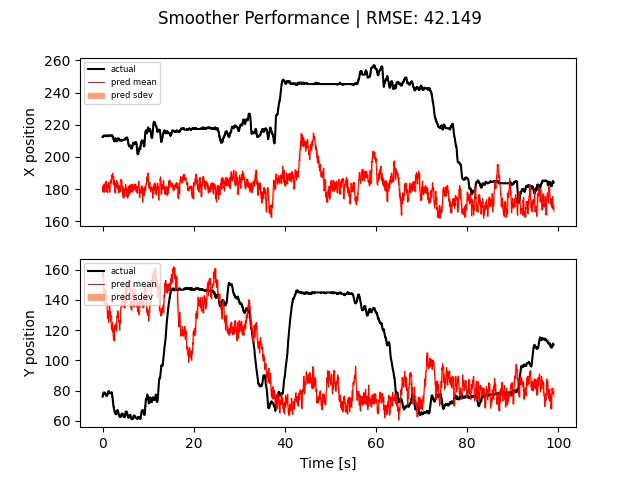 Smoother Performance | RMSE: 42.149
260
240
220
200
180
160
X position
actual
pred mean
pred sdev
160
140
120
100
80
60
Y position
actual
pred mean
pred sdev
0 20 40 60 80 100
Time [s]